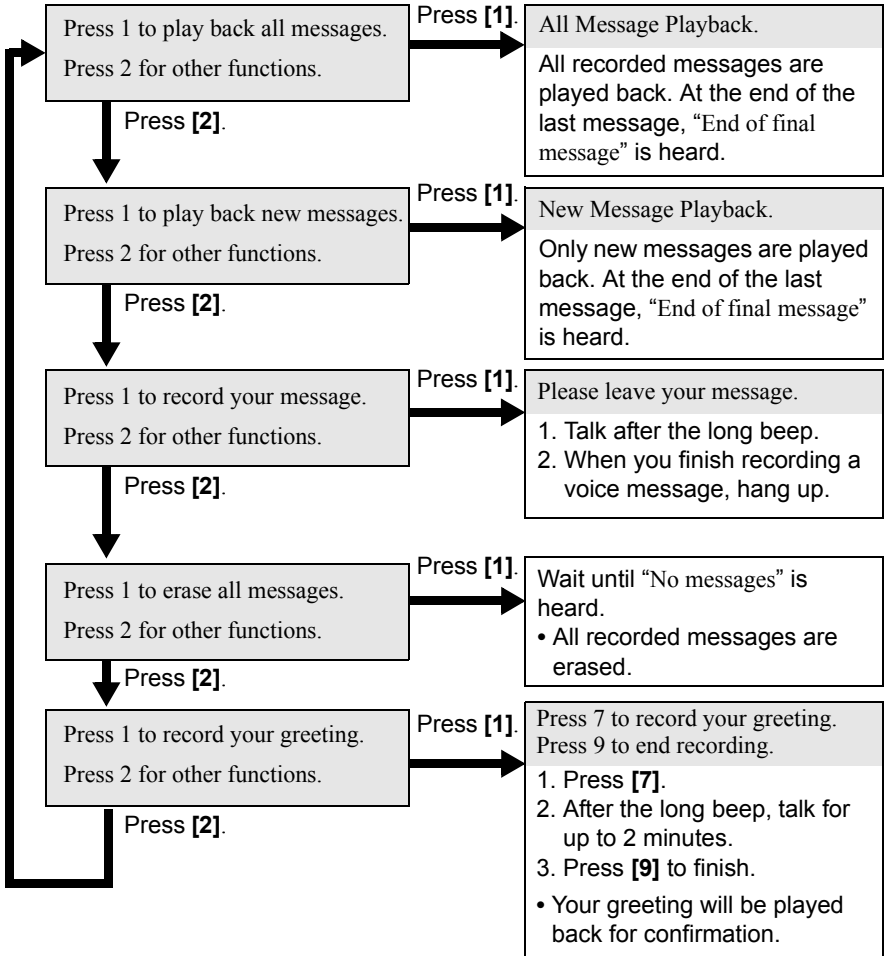 Press 1 to play back all messages.
Press 2 for other functions.
Press [1].
All Message Playback.
All recorded messages are
played back. At the end of the
last message, “End of final
message” is heard.
Press [2].
Press 1 to play back new messages.
Press 2 for other functions.
Press [1].
New Message Playback.
Only new messages are played
back. At the end of the last
message, “End of final message”
is heard.
Press [2].
Press 1 to record your message.
Press 2 for other functions.
Press [1].
Please leave your message.
1. Talk after the long beep.
2. When you finish recording a
voice message, hang up.
Press [2].
Press 1 to erase all messages.
Press 2 for other functions.
Press [1].
Wait until “No messages” is
heard.
• All recorded messages are
erased.
Press [2].
Press 1 to record your greeting.
Press 2 for other functions.
Press [1].
Press 7 to record your greeting.
Press 9 to end recording.
1. Press [7].
2. After the long beep, talk for
up to 2 minutes.
3. Press [9] to finish.
• Your greeting will be played
back for confirmation.
Press [2].